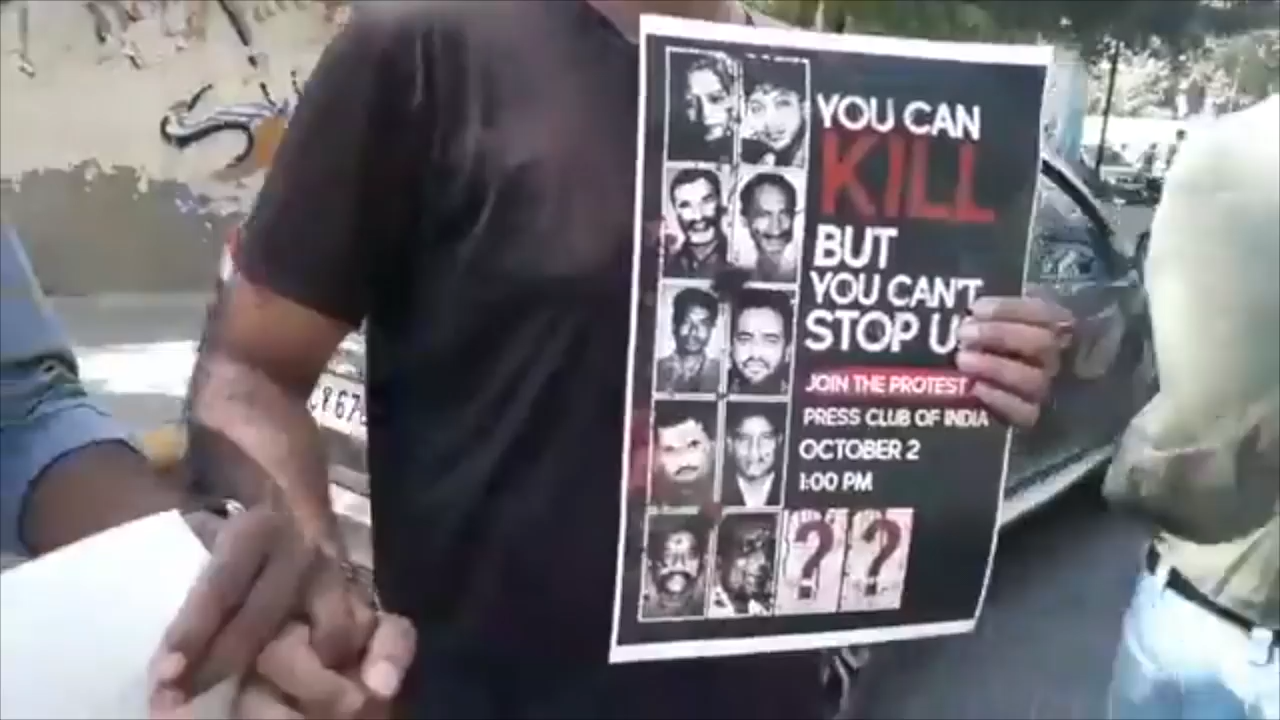 YOU CAN
KILL
BUT
YOU CAN'T
STOP U
JOIN THE PROTEST
PRESS CLUB OF INDIA
OCTOBER 2
1:00 PM
? ?